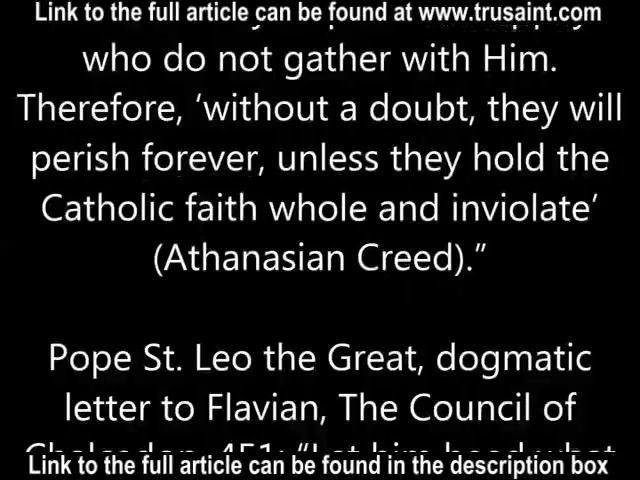 Link to the full article can be found at www.trusaint.com
who do not gather with Him.
Therefore, ‘without a doubt, they will
perish forever, unless they hold the
Catholic faith whole and inviolate’
(Athanasian Creed).”
Pope St. Leo the Great, dogmatic
letter to Flavian, The Council of
Chalcedon, 451: “Let him heed what
Link to the full article can be found in the description box